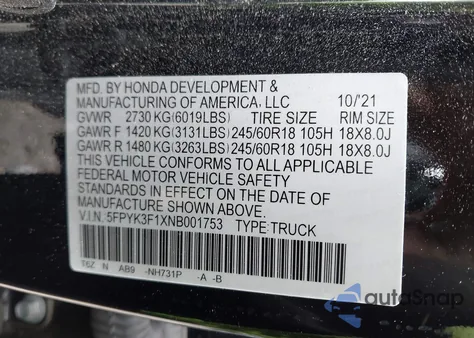 MFD. BY HONDA DEVELOPMENT &
MANUFACTURING OF AMERICA, LLC 10/'21
GVWR 2730 KG(6019LBS) TIRE SIZE RIM SIZE
GAWR F 1420 KG(3131LBS) 245/60R18 105H 18X8.0J
GAWR R 1480 KG(3263LBS) 245/60R18 105H 18X8.0J
THIS VEHICLE CONFORMS TO ALL APPLICABLE
FEDERAL MOTOR VEHICLE SAFETY
STANDARDS IN EFFECT ON THE DATE OF
MANUFACTURE SHOWN ABOVE.
V.I.N. 5FPYK3F1XNB001753 TYPE:TRUCK
T6Z N AB9 -NH731P -A -B
autoSnap